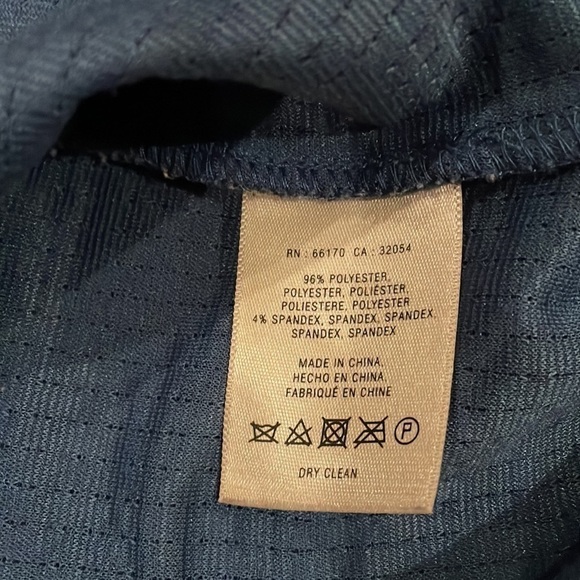 RN : 66170 CA : 32054
96% POLYESTER,
POLYESTER, POLIÉSTER,
POLIESTERE, POLYESTER
4% SPANDEX, SPANDEX, SPANDEX,
SPANDEX, SPANDEX
MADE IN CHINA,
HECHO EN CHINA,
FABRIQUÉ EN CHINE
P
DRY CLEAN